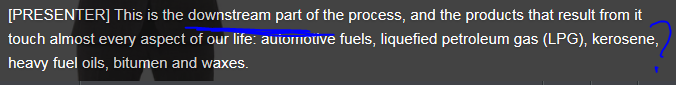 [PRESENTER] This is the downstream part of the process, and the products that result from it
touch almost every aspect of our life: automotive fuels, liquefied petroleum gas (LPG), kerosene,
heavy fuel oils, bitumen and waxes.
?